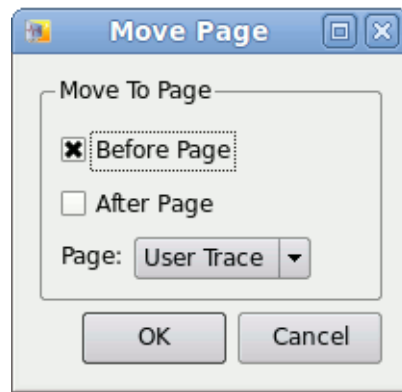 Move Page
Move To Page
Before Page
After Page
Page: User Trace
OK Cancel